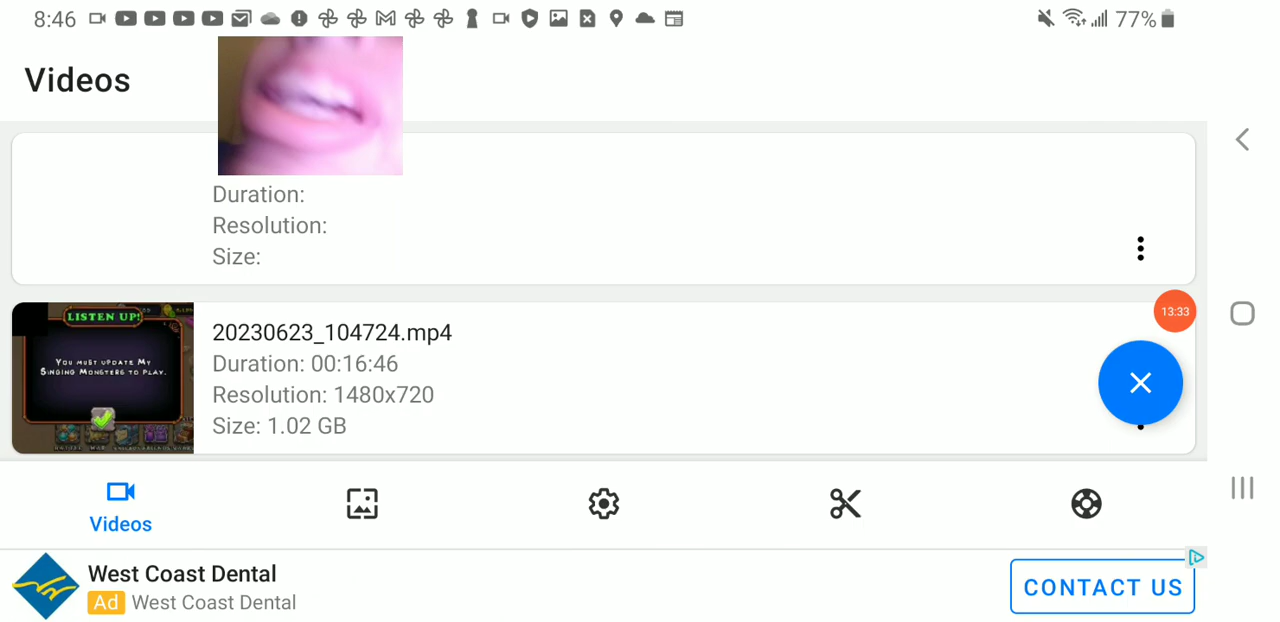 8:46
77%
Videos
Duration:
Resolution:
Size:
LISTEN UP!
YOU MUST UPDATE MY
SINGING MONSTERS TO PLAY.
20230623_104724.mp4
Duration: 00:16:46
Resolution: 1480x720
Size: 1.02 GB
13:33
Videos
West Coast Dental
Ad West Coast Dental
CONTACT US